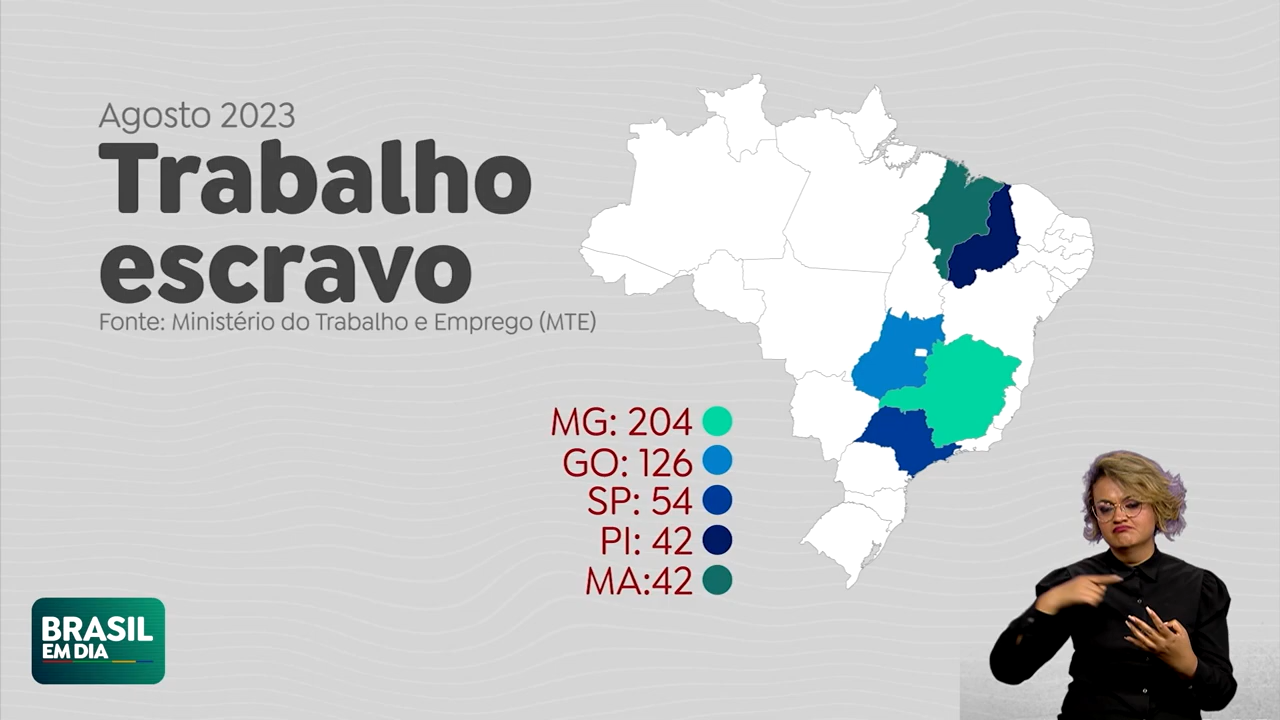 Agosto 2023
Trabalho
escravo
Fonte: Ministério do Trabalho e Emprego (MTE)
MG: 204
GO: 126
SP: 54
PI: 42
MA:42
BRASIL
EM DIA